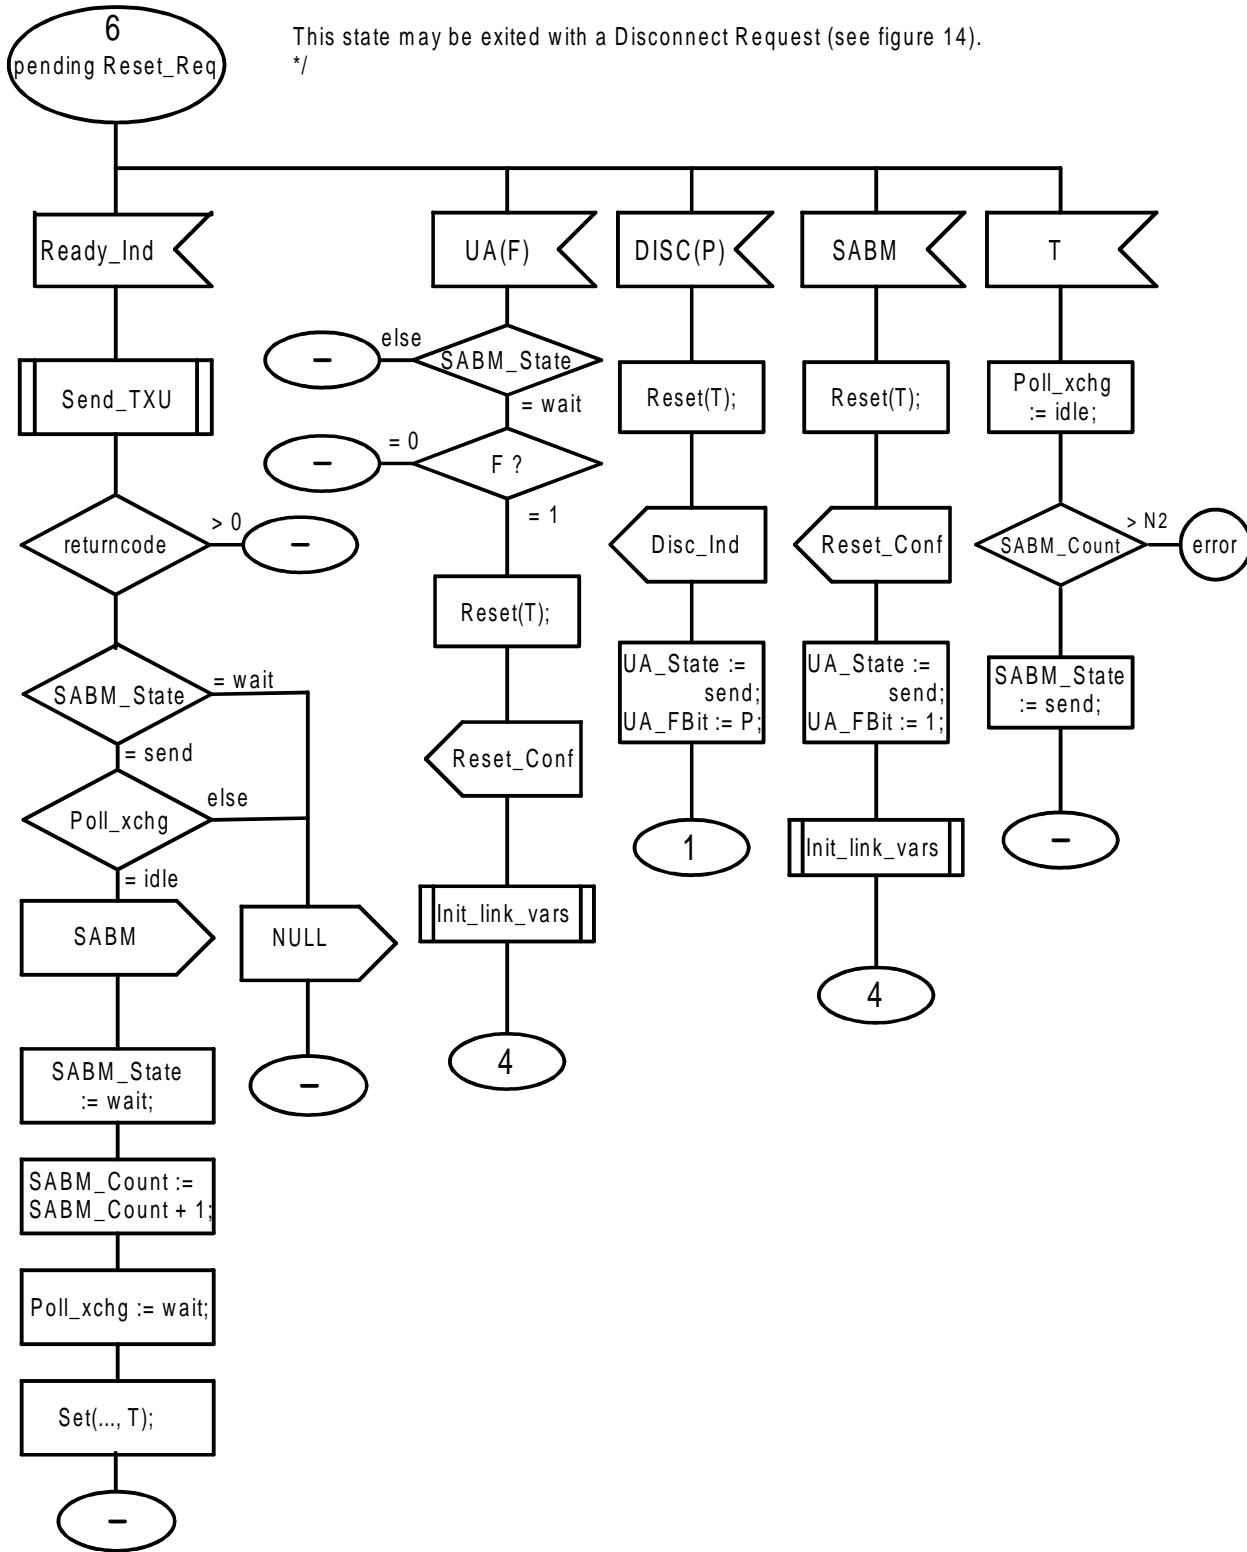 6
pending Reset_Req
This state may be exited with a Disconnect Request (see figure 14).
*/
Ready_Ind
UA(F)
DISC(P)
SABM
T
Send_TXU
–
else
SABM_State
= wait
Reset(T);
Reset(T);
Poll_xchg
:= idle;
–
= 0
F ?
= 1
returncode
> 0
–
Disc_Ind
Reset_Conf
SABM_Count
> N2
error
Reset(T);
SABM_State
= wait
= send
UA_State :=
send;
UA_FBit := P;
UA_State :=
send;
UA_FBit := 1;
SABM_State
:= send;
Reset_Conf
Poll_xchg
else
= idle
1
Init_link_vars
–
SABM
NULL
Init_link_vars
4
SABM_State
:= wait;
–
4
SABM_Count :=
SABM_Count + 1;
Poll_xchg := wait;
Set(..., T);
–